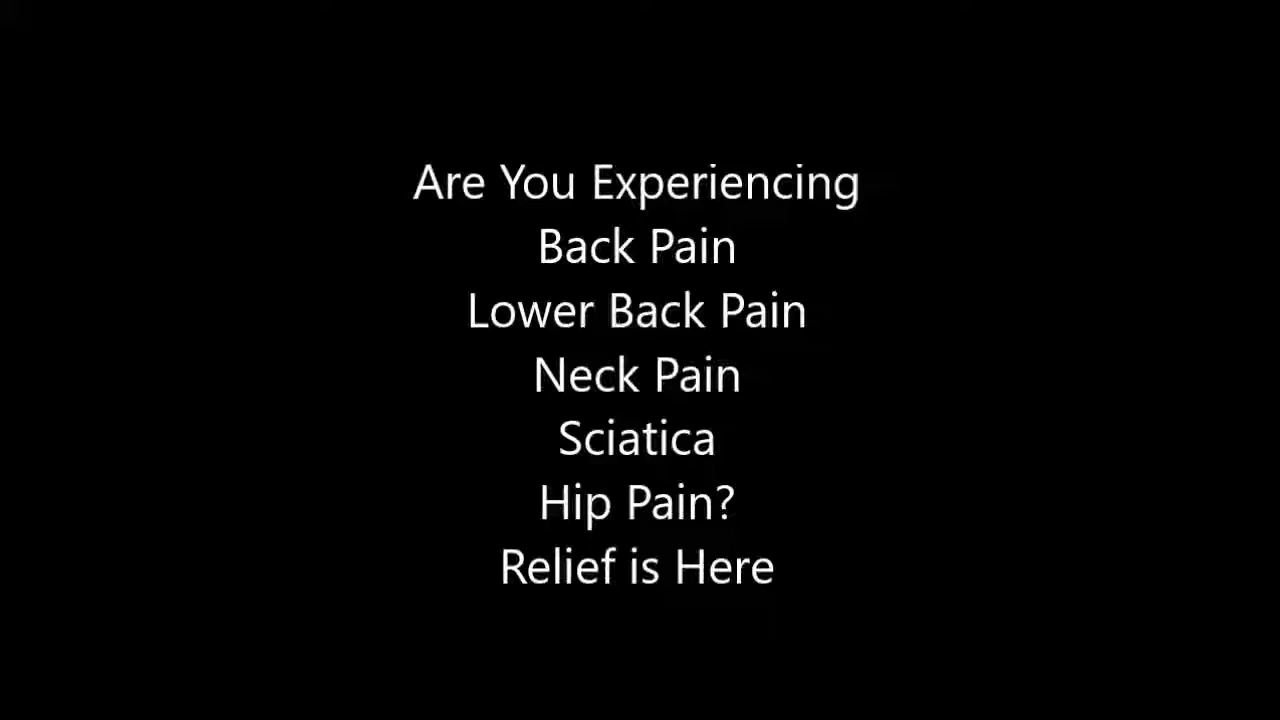 Are You Experiencing
Back Pain
Lower Back Pain
Neck Pain
Sciatica
Hip Pain?
Relief is Here